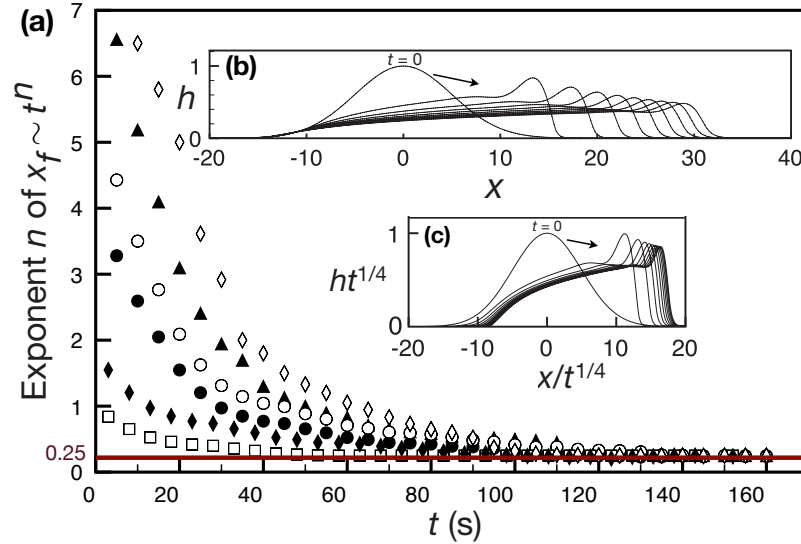 (a)
Exponent n of x_f ~ t^n
7
6
5
4
3
2
1
0.25
0
0 20 40 60 80 100 120 140 160
t (s)
(b)
t = 0
h
1
0
-20 -10 0 10 20 30 40
x
(c)
t = 0
ht^{1/4}
1
0
-20 -10 0 10 20
x/t^{1/4}